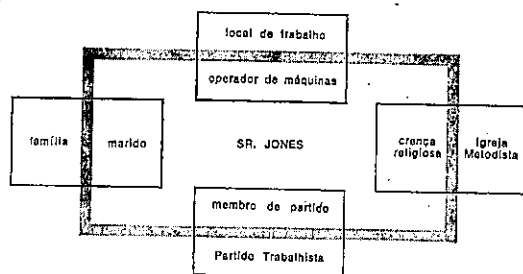 local de trabalho
operador de máquinas
família
marido
SR. JONES
crença
religiosa
Igreja
Metodista
membro de partido
Partido Trabalhista